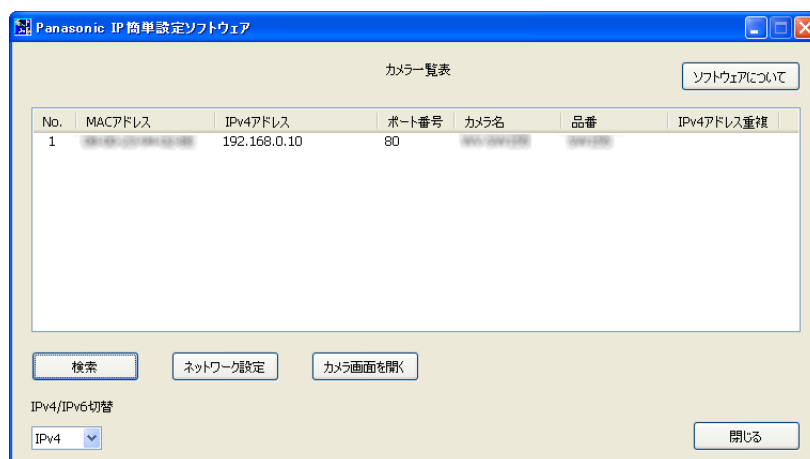 Panasonic IP簡単設定ソフトウェア
カメラ一覧表
ソフトウェアについて
No. MACアドレス IPv4アドレス ポート番号 カメラ名 品番 IPv4アドレス重複
1 192.168.0.10 80
検索 ネットワーク設定 カメラ画面を開く
IPv4/IPv6切替
IPv4
閉じる